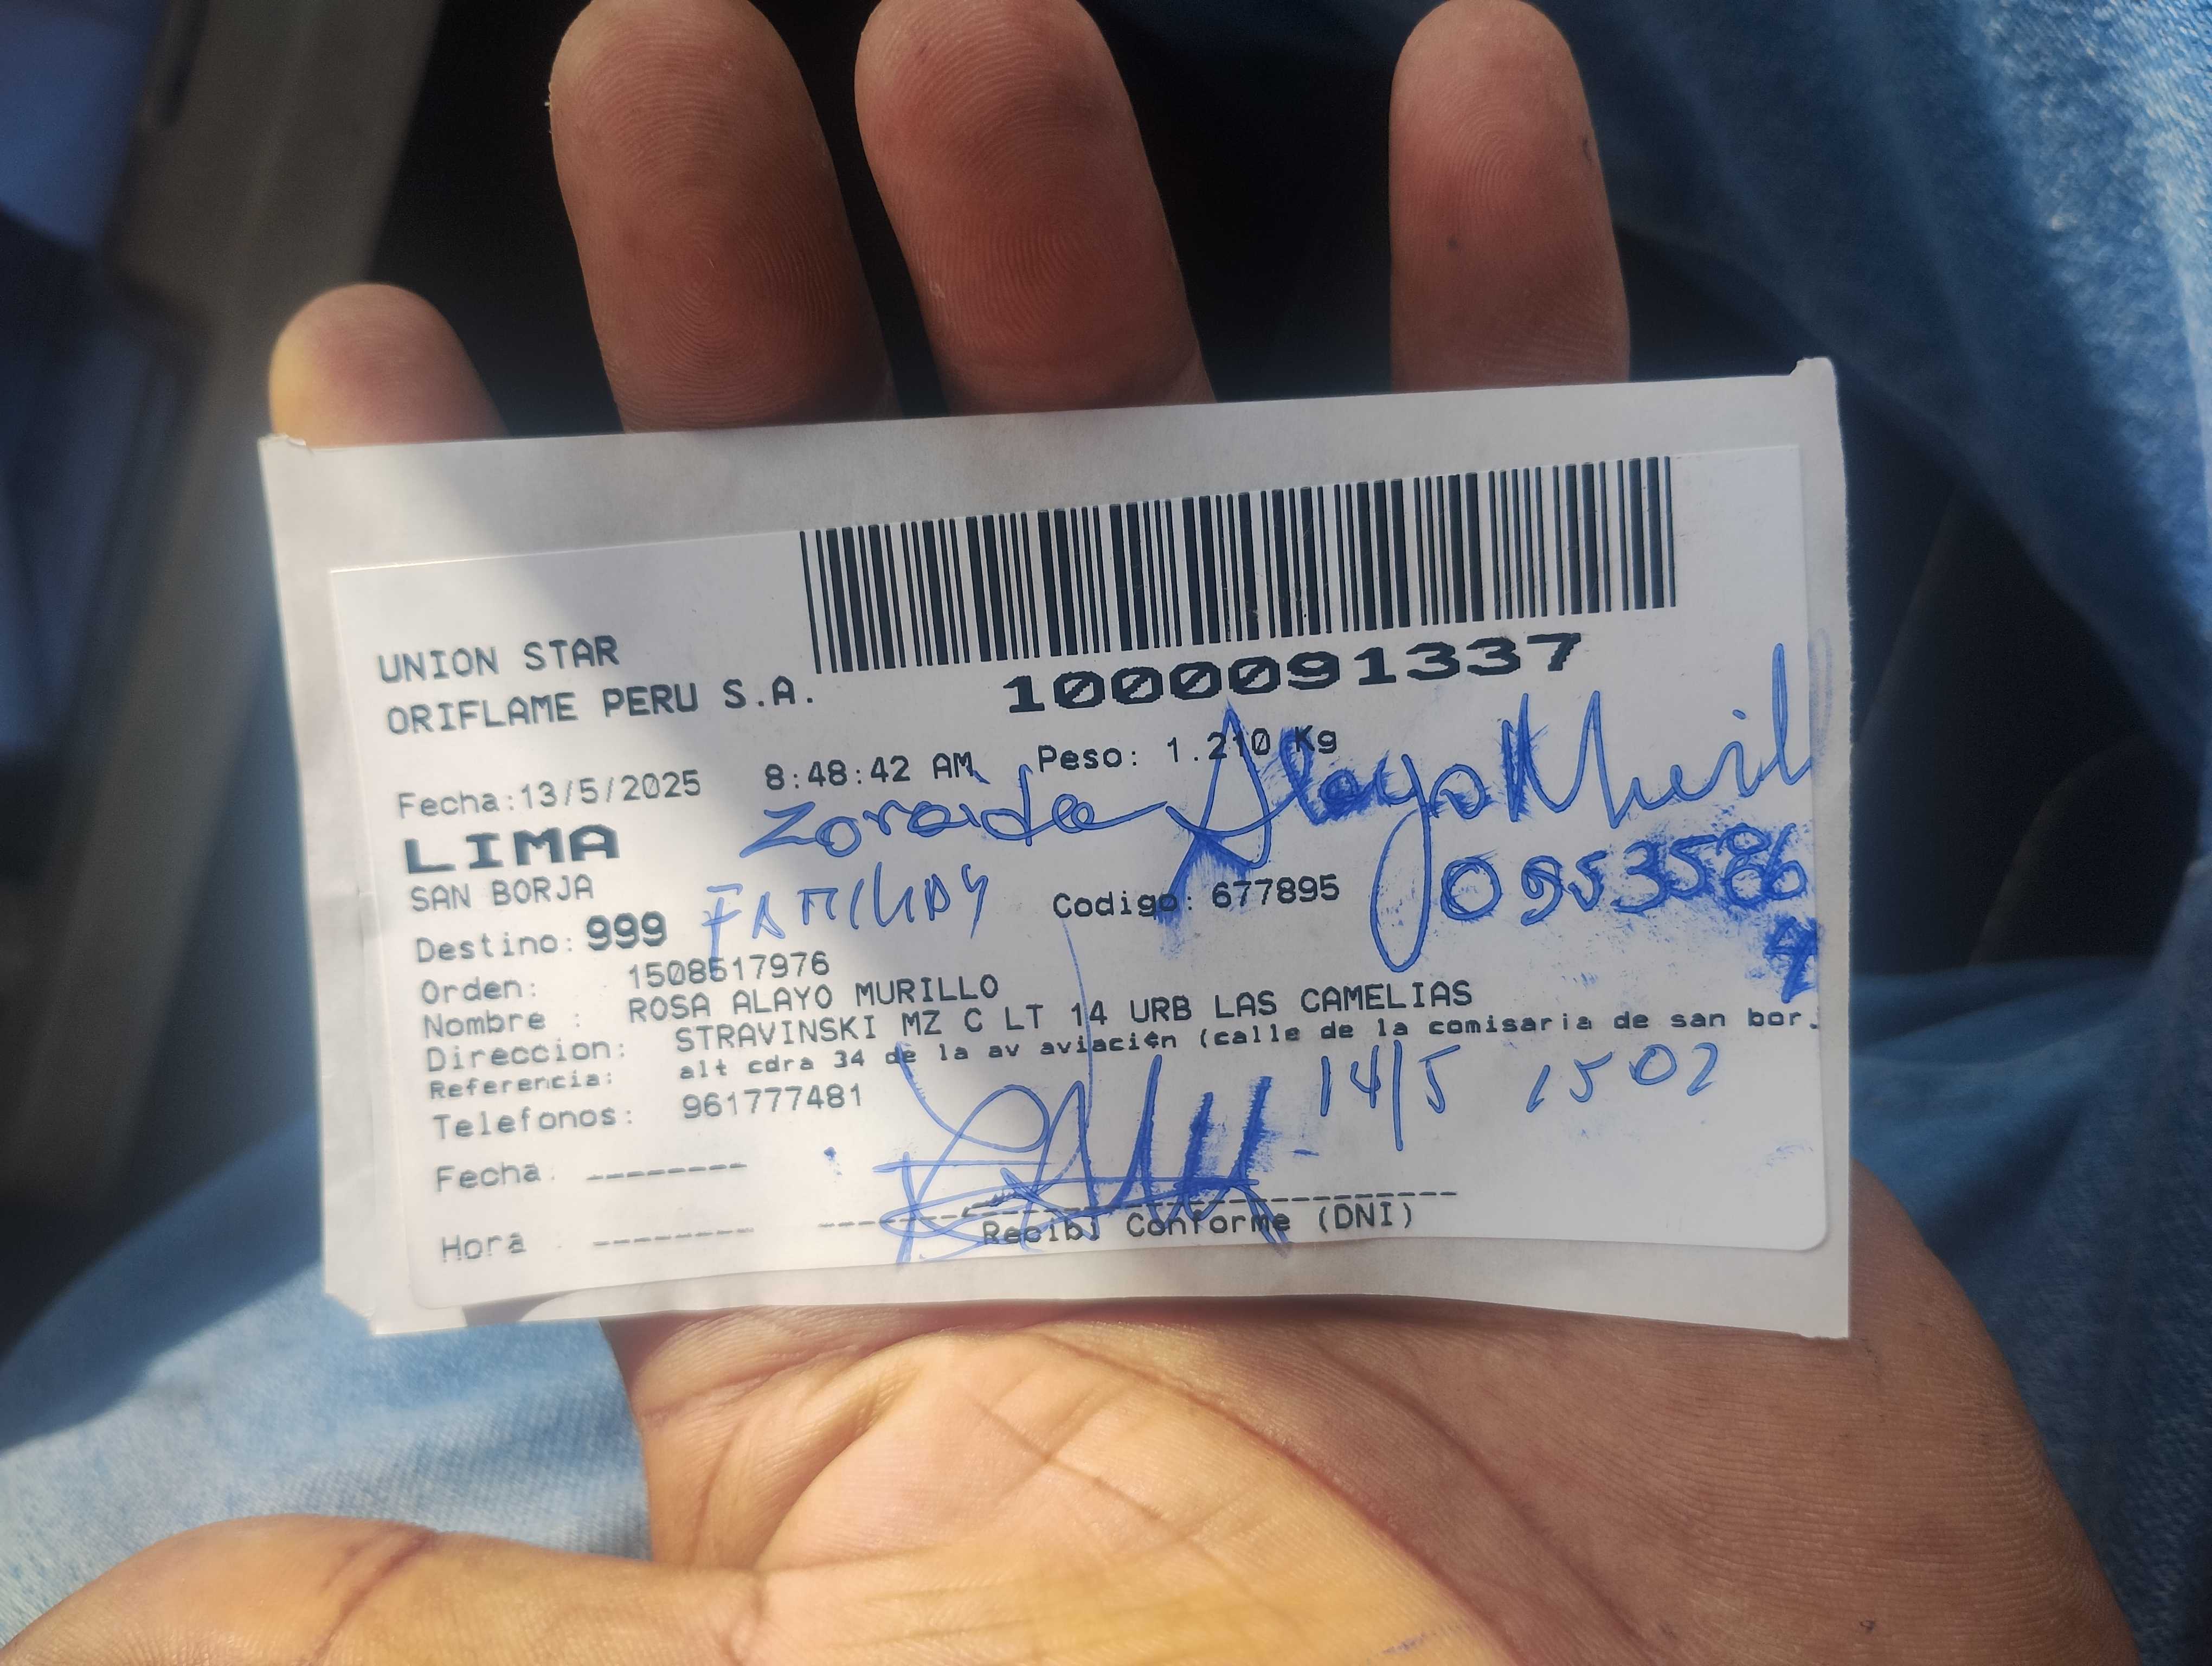 UNION STAR
ORIFLAME PERU S.A.
1000091337
Fecha:13/5/2025 8:48:42 AM Peso: 1.210 Kg
Zoraida Alayo Muril
LIMA
SAN BORJA
FAMILIAR
Codigo: 677895
Destino: 999
Orden: 1508517976
Nombre : ROSA ALAYO MURILLO
Direccion: STRAVINSKI MZ C LT 14 URB LAS CAMELIAS
Referencia: alt cdra 34 de la av aviación (calle de la comisaria de san bor.
Telefonos: 961777481
14/5 1502
Fecha. --------
Hora --------
Recibi Conforme (DNI)